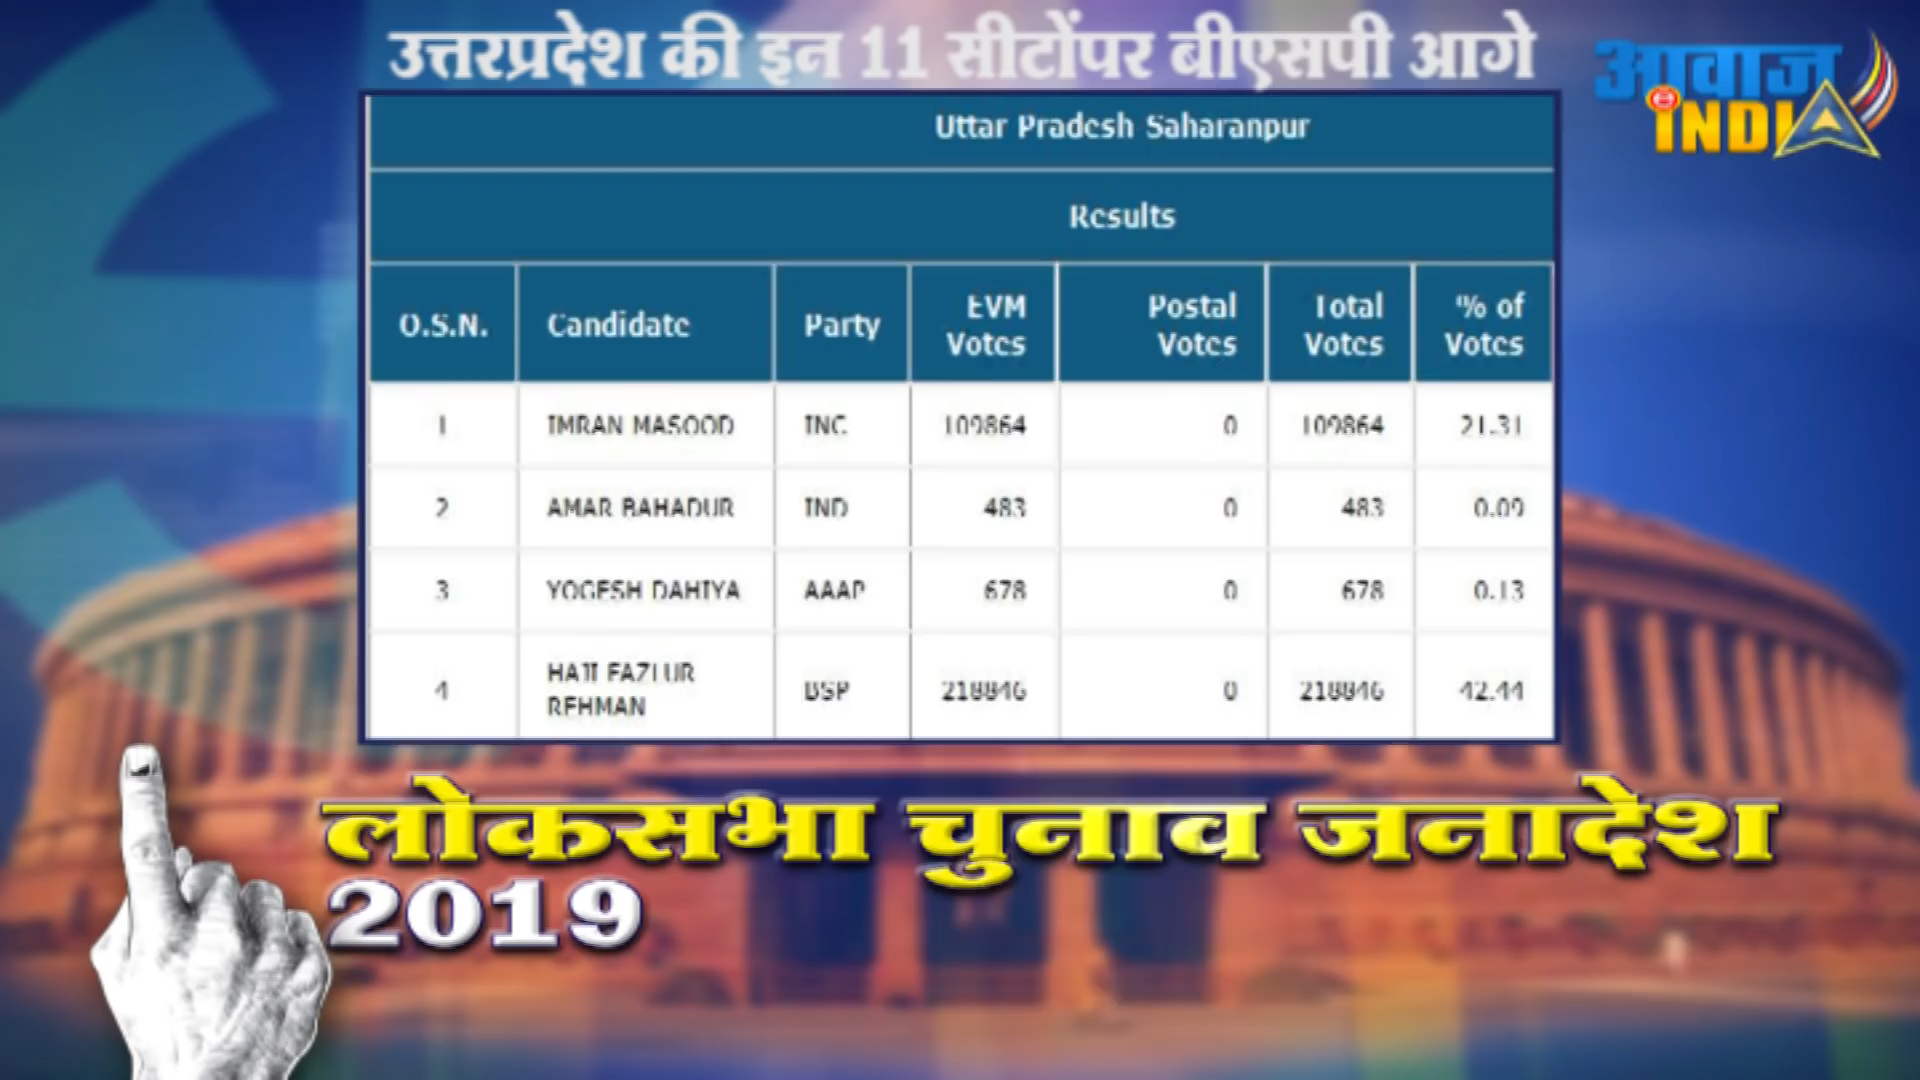 उत्तरप्रदेश की इन 11 सीटोंपर बीएसपी आगे
आवाज
INDIA
Uttar Pradesh Saharanpur
Results
O.S.N. Candidate Party EVM Votes Postal Votes Total Votes % of Votes
1 IMRAN MASOOD INC 109864 0 109864 21.31
2 AMAR BAHADUR IND 483 0 483 0.09
3 YOGESH DAHIYA AAAP 678 0 678 0.13
4 HAJI FAZLUR REHMAN BSP 218846 0 218846 42.44
लोकसभा चुनाव जनादेश
2019